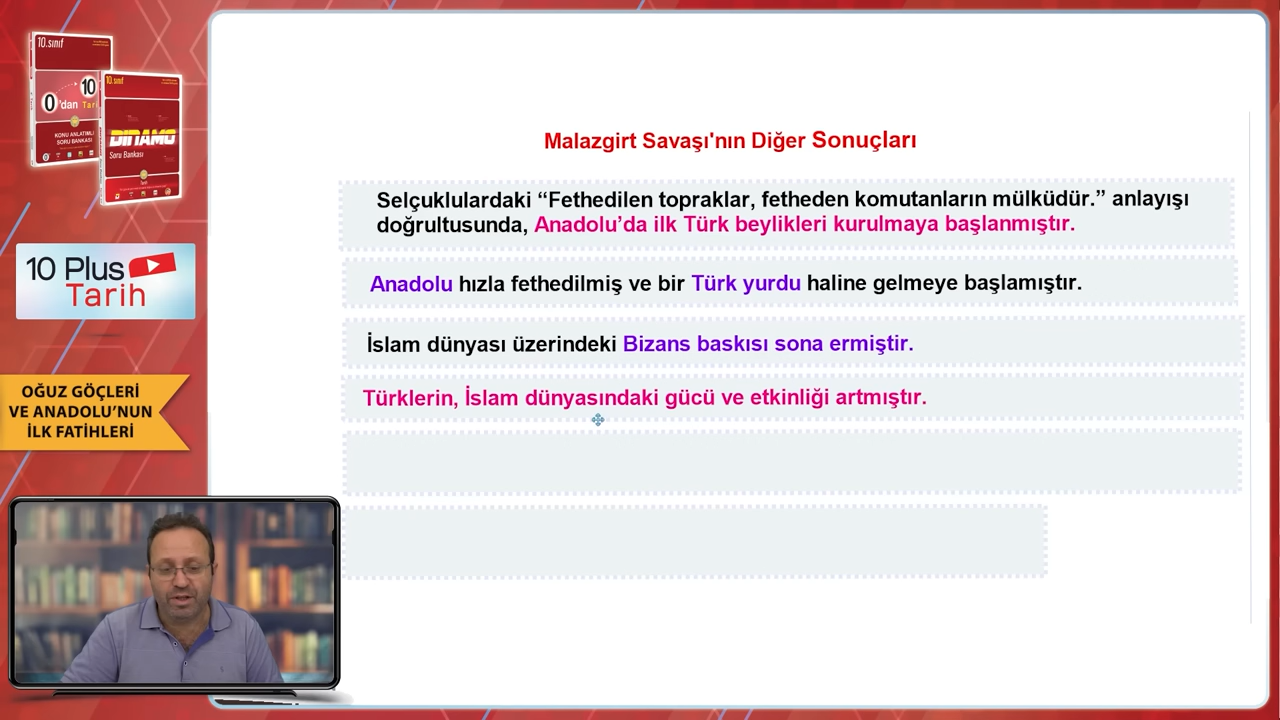 10.sınıf
10
0'dan Tarih
KONU ANLATIMLI
SORU BANKASI
10.sınıf
DİNAMO
Soru Bankası
10 Plus
Tarih
OĞUZ GÖÇLERİ
VE ANADOLU'NUN
İLK FATİHLERİ
Malazgirt Savaşı'nın Diğer Sonuçları
Selçuklulardaki “Fethedilen topraklar, fetheden komutanların mülküdür.” anlayışı
doğrultusunda, Anadolu’da ilk Türk beylikleri kurulmaya başlanmıştır.
Anadolu hızla fethedilmiş ve bir Türk yurdu haline gelmeye başlamıştır.
İslam dünyası üzerindeki Bizans baskısı sona ermiştir.
Türklerin, İslam dünyasındaki gücü ve etkinliği artmıştır.